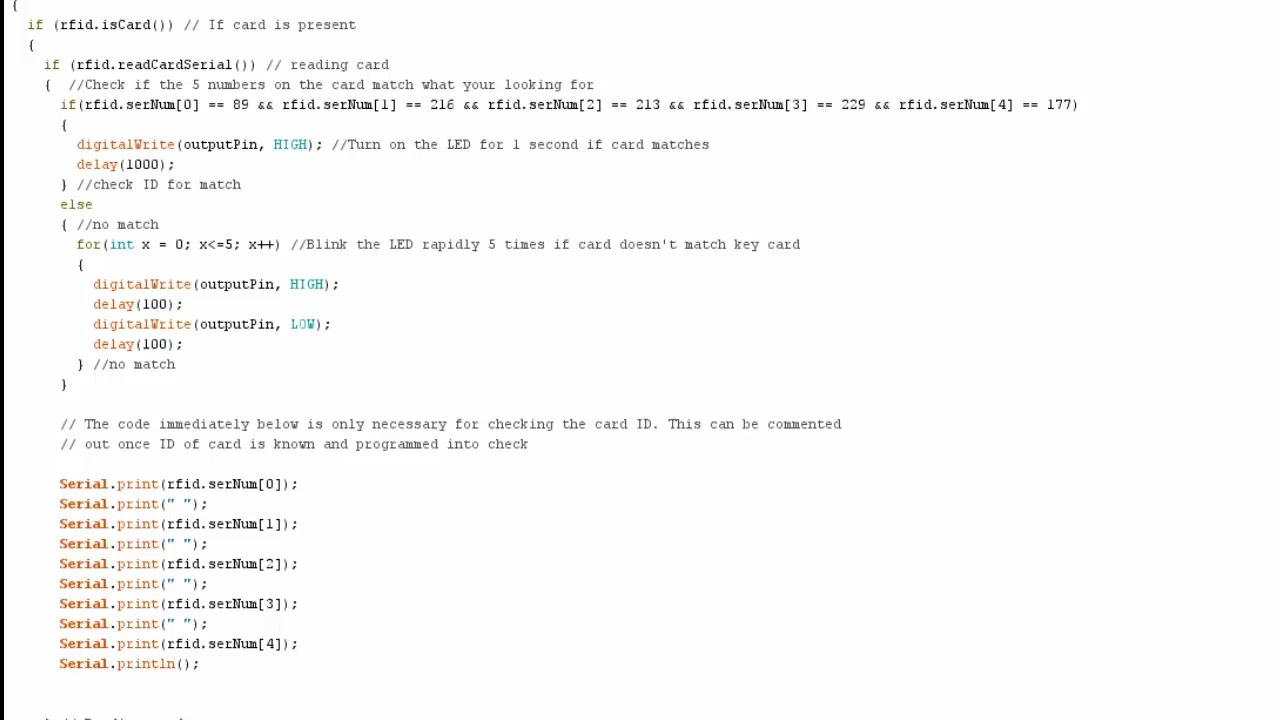 {
if (rfid.isCard()) // If card is present
{
if (rfid.readCardSerial()) // reading card
{ //Check if the 5 numbers on the card match what your looking for
if(rfid.serNum[0] == 89 && rfid.serNum[1] == 216 && rfid.serNum[2] == 213 && rfid.serNum[3] == 229 && rfid.serNum[4] == 177)
{
digitalWrite(outputPin, HIGH); //Turn on the LED for 1 second if card matches
delay(1000);
} //check ID for match
else
{ //no match
for(int x = 0; x<=5; x++) //Blink the LED rapidly 5 times if card doesn't match key card
{
digitalWrite(outputPin, HIGH);
delay(100);
digitalWrite(outputPin, LOW);
delay(100);
} //no match
}
// The code immediately below is only necessary for checking the card ID. This can be commented
// out once ID of card is known and programmed into check
Serial.print(rfid.serNum[0]);
Serial.print(" ");
Serial.print(rfid.serNum[1]);
Serial.print(" ");
Serial.print(rfid.serNum[2]);
Serial.print(" ");
Serial.print(rfid.serNum[3]);
Serial.print(" ");
Serial.print(rfid.serNum[4]);
Serial.println();